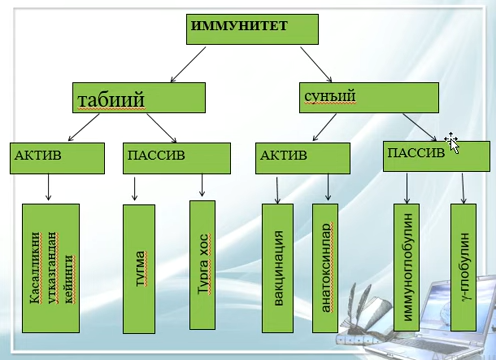 ИММУНИТЕТ
табиий
сунъий
АКТИВ
ПАССИВ
АКТИВ
ПАССИВ
Касалликни
утказгандан
кейинги
тугма
Турга хос
вакцинация
анатоксинлар
иммуноглобулин
γ-глобулин